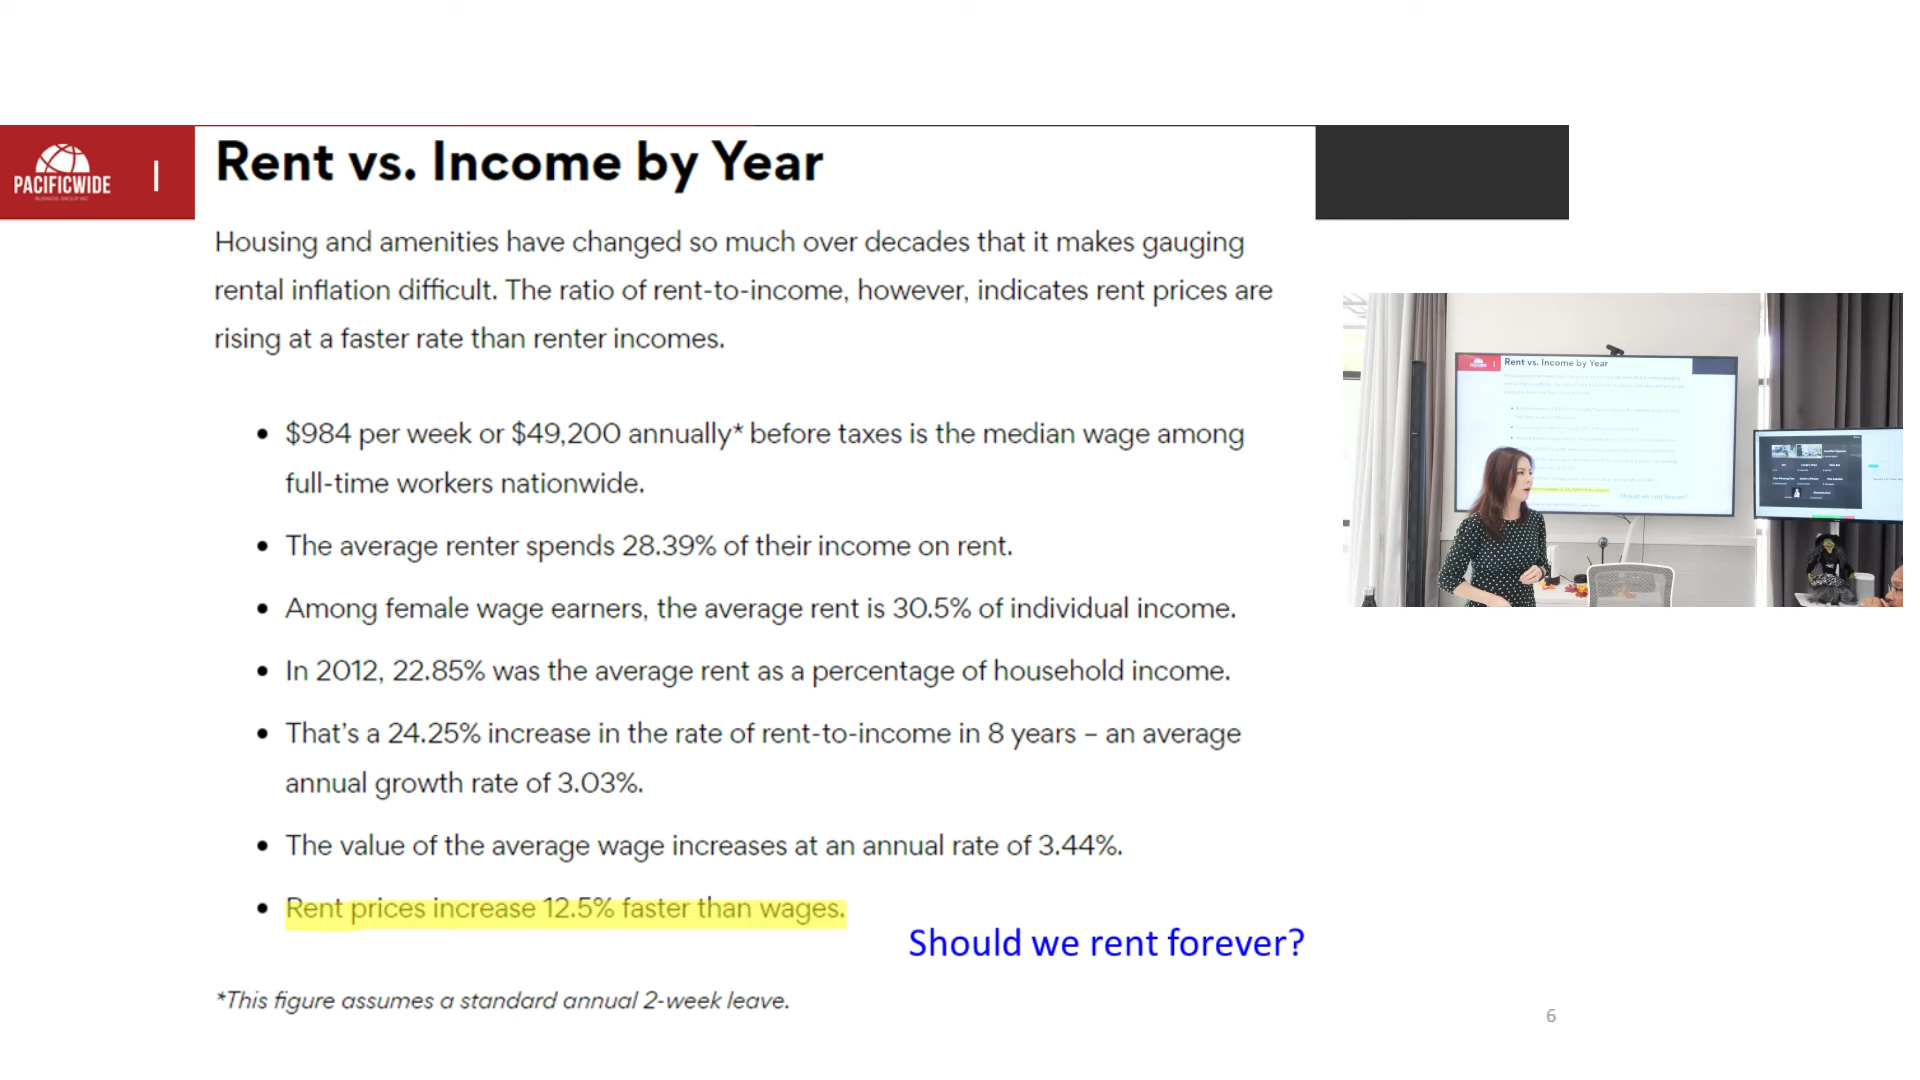 PACIFICWIDE
BUSINESS GROUP INC
Rent vs. Income by Year
Housing and amenities have changed so much over decades that it makes gauging
rental inflation difficult. The ratio of rent-to-income, however, indicates rent prices are
rising at a faster rate than renter incomes.
• $984 per week or $49,200 annually* before taxes is the median wage among
full-time workers nationwide.
• The average renter spends 28.39% of their income on rent.
• Among female wage earners, the average rent is 30.5% of individual income.
• In 2012, 22.85% was the average rent as a percentage of household income.
• That’s a 24.25% increase in the rate of rent-to-income in 8 years – an average
annual growth rate of 3.03%.
• The value of the average wage increases at an annual rate of 3.44%.
• Rent prices increase 12.5% faster than wages.
Should we rent forever?
*This figure assumes a standard annual 2-week leave.
6
Rent vs. Income by Year
Should we rent forever?